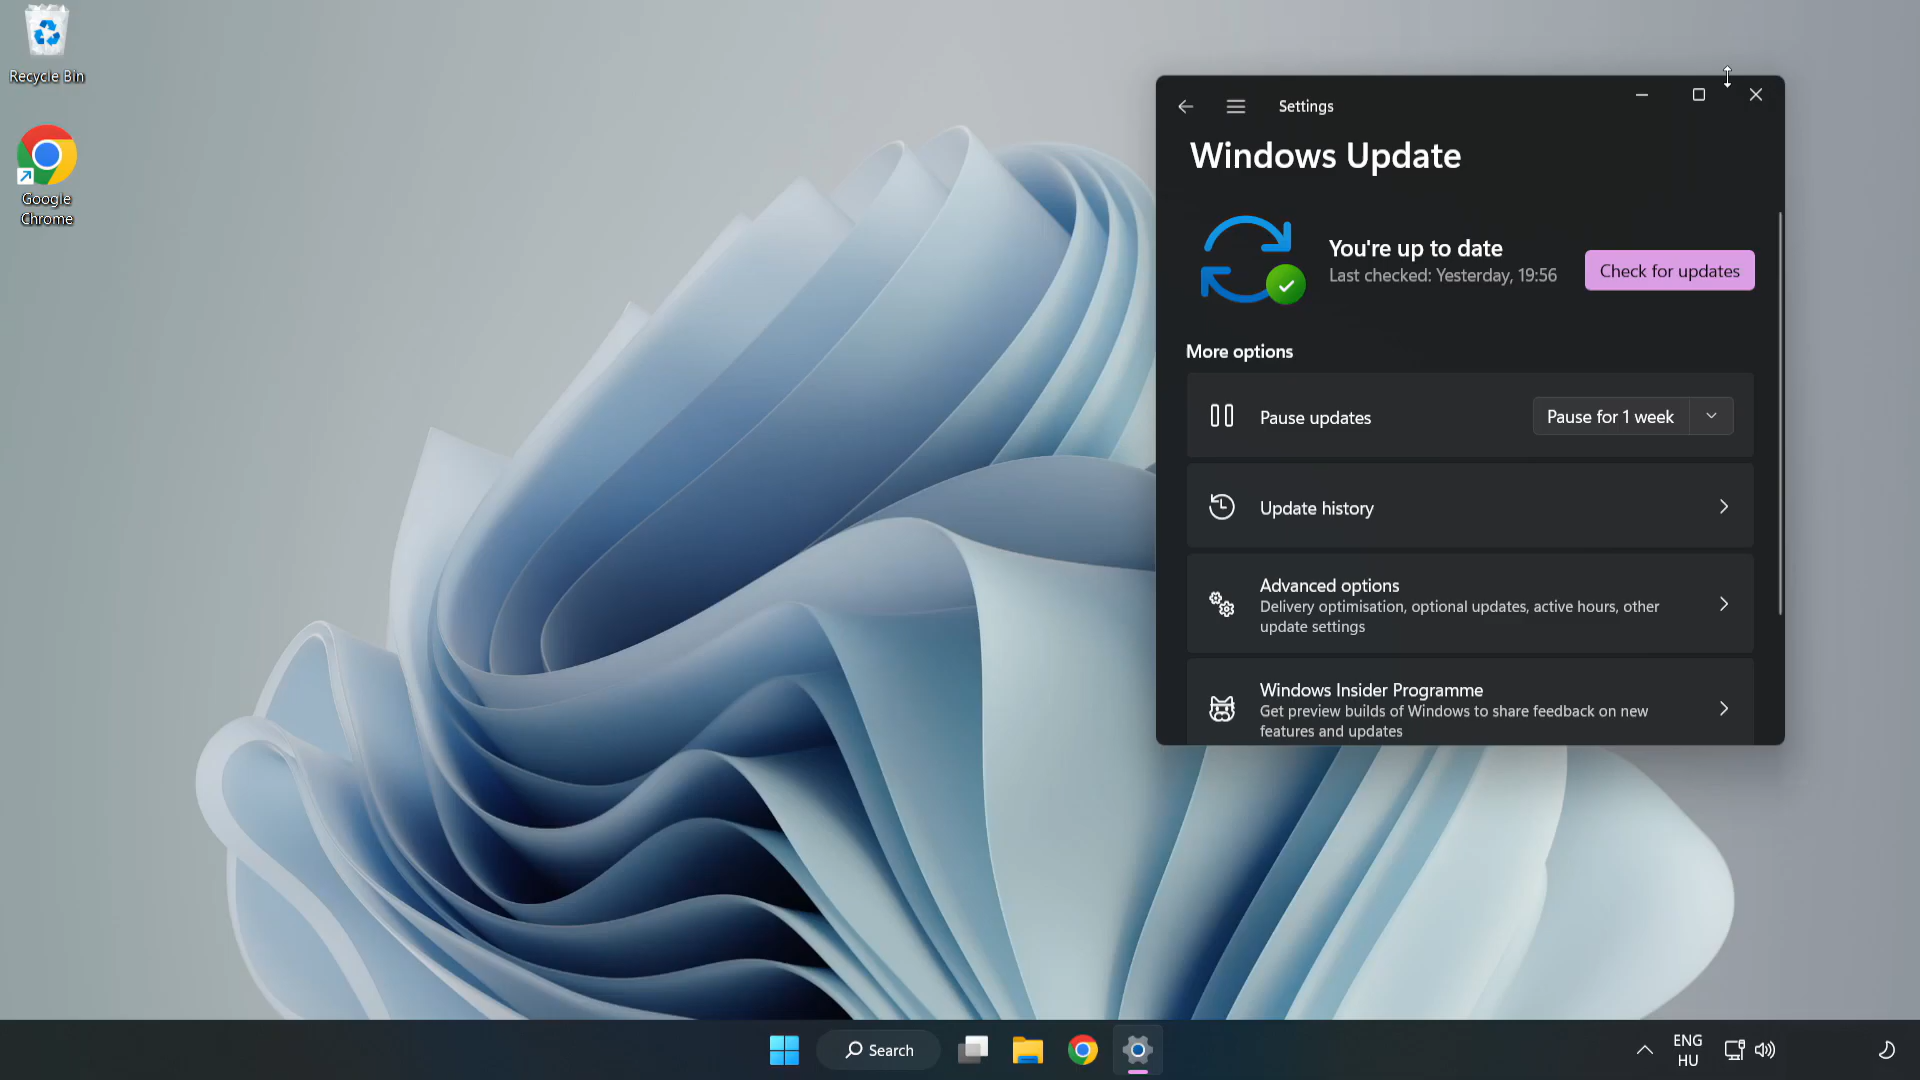 Recycle Bin
Google
Chrome
Settings
Windows Update
You're up to date
Last checked: Yesterday, 19:56
Check for updates
More options
Pause updates
Pause for 1 week
Update history
Advanced options
Delivery optimisation, optional updates, active hours, other
update settings
Windows Insider Programme
Get preview builds of Windows to share feedback on new
features and updates
Search
ENG
HU